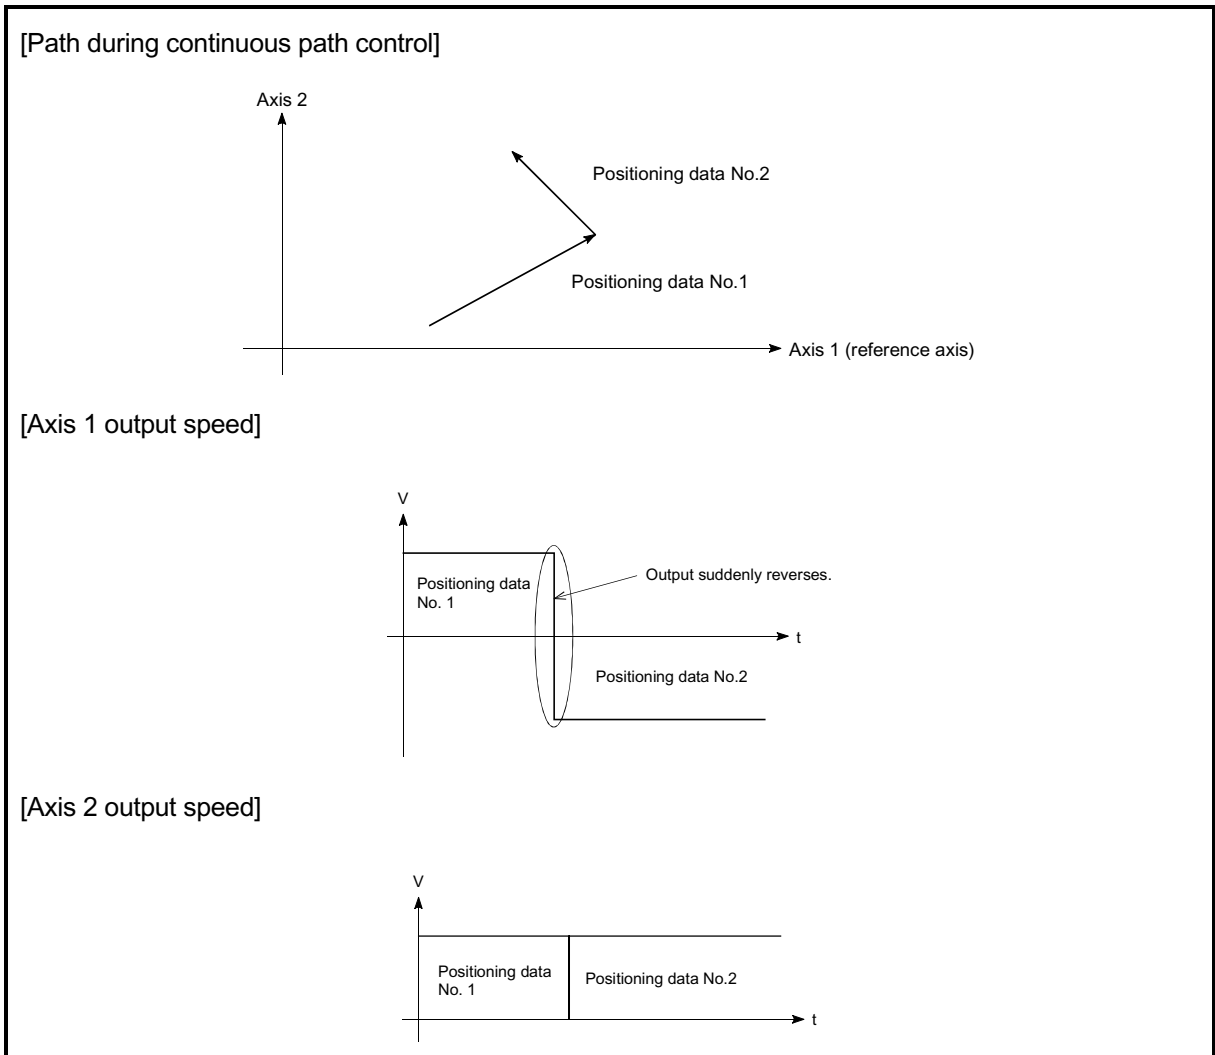 [Path during continuous path control]
Axis 2
Positioning data No.2
Positioning data No.1
Axis 1 (reference axis)
[Axis 1 output speed]
V
Output suddenly reverses.
Positioning data
No. 1
t
Positioning data No.2
[Axis 2 output speed]
V
Positioning data
No. 1
Positioning data No.2
t